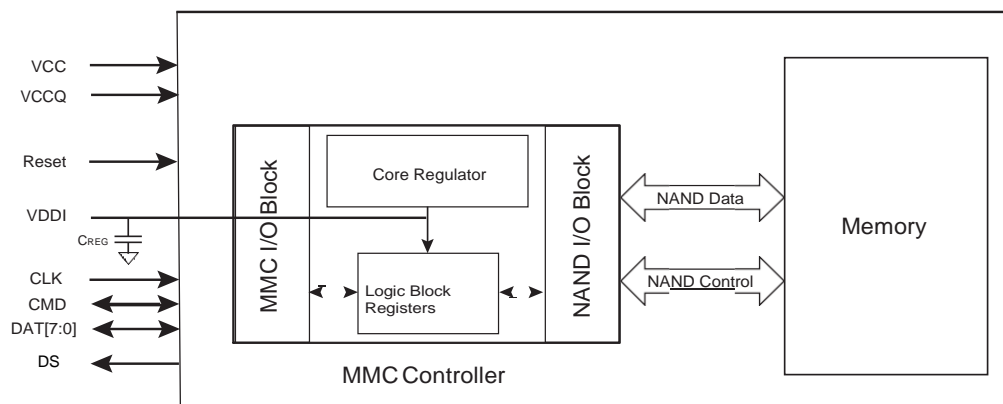 VCC
VCCQ
Reset
VDDI
CREG
CLK
CMD
DAT[7:0]
DS
MMC I/O Block
Core Regulator
Logic Block
Registers
NAND I/O Block
NAND Data
NAND Control
Memory
MMC Controller